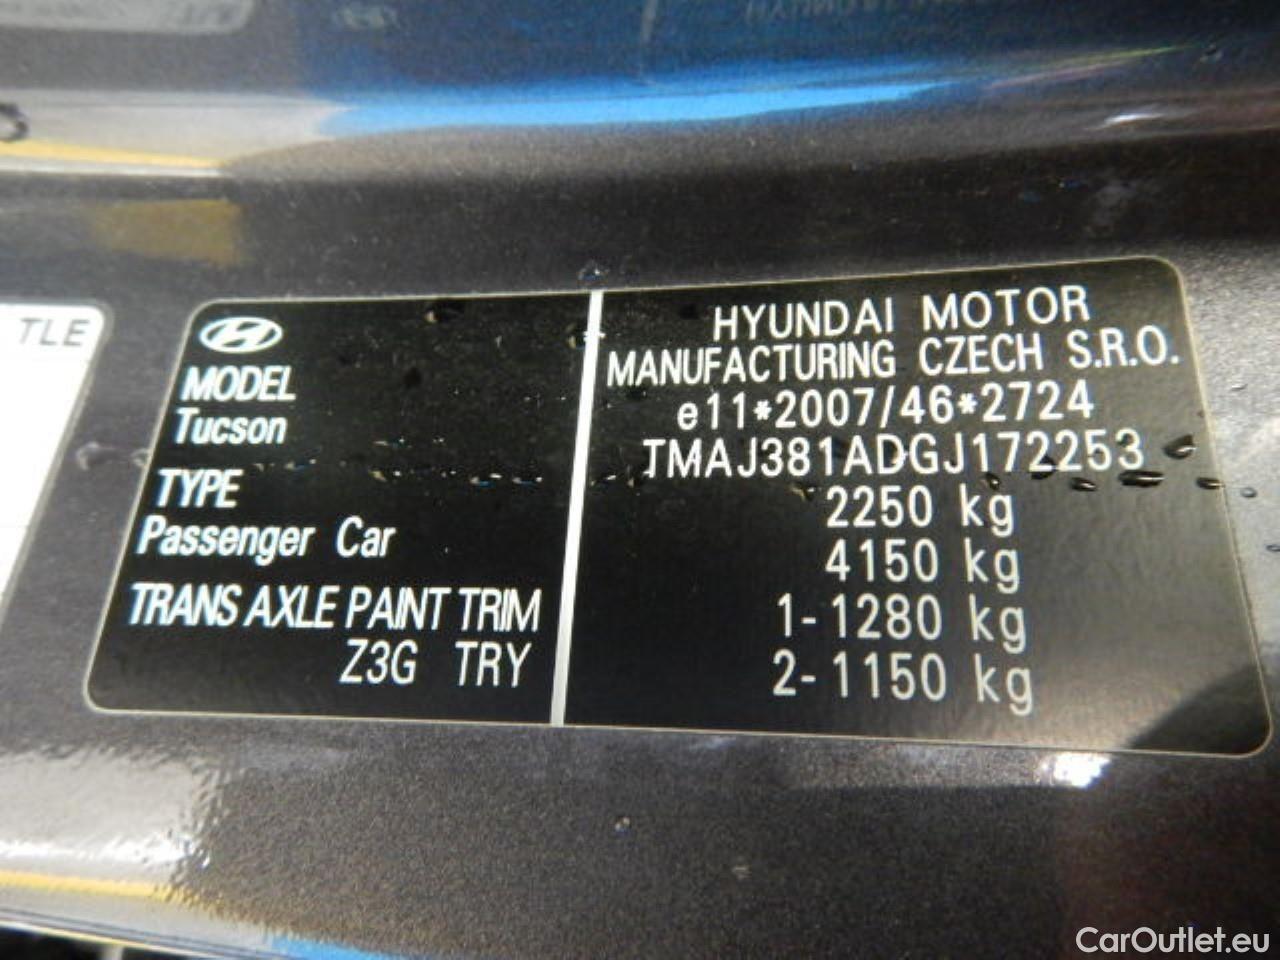 TLE
MODEL
Tucson
TYPE
Passenger Car
TRANS AXLE PAINT TRIM
Z3G TRY
HYUNDAI MOTOR
MANUFACTURING CZECH S.R.O.
e11*2007/46*2724
TMAJ381ADGJ172253
2250 kg
4150 kg
1-1280 kg
2-1150 kg
CarOutlet.eu